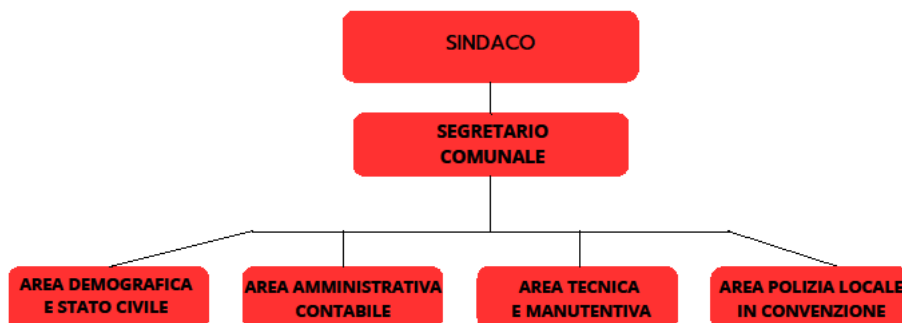 SINDACO
SEGRETARIO
COMUNALE
AREA DEMOGRAFICA
E STATO CIVILE
AREA AMMINISTRATIVA
CONTABILE
AREA TECNICA
E MANUTENTIVA
AREA POLIZIA LOCALE
IN CONVENZIONE